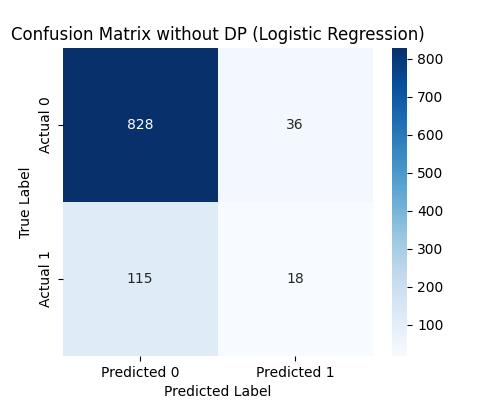 Confusion Matrix without DP (Logistic Regression)
True Label
Actual 0
Actual 1
828
36
115
18
Predicted 0
Predicted 1
Predicted Label
800
700
600
500
400
300
200
100